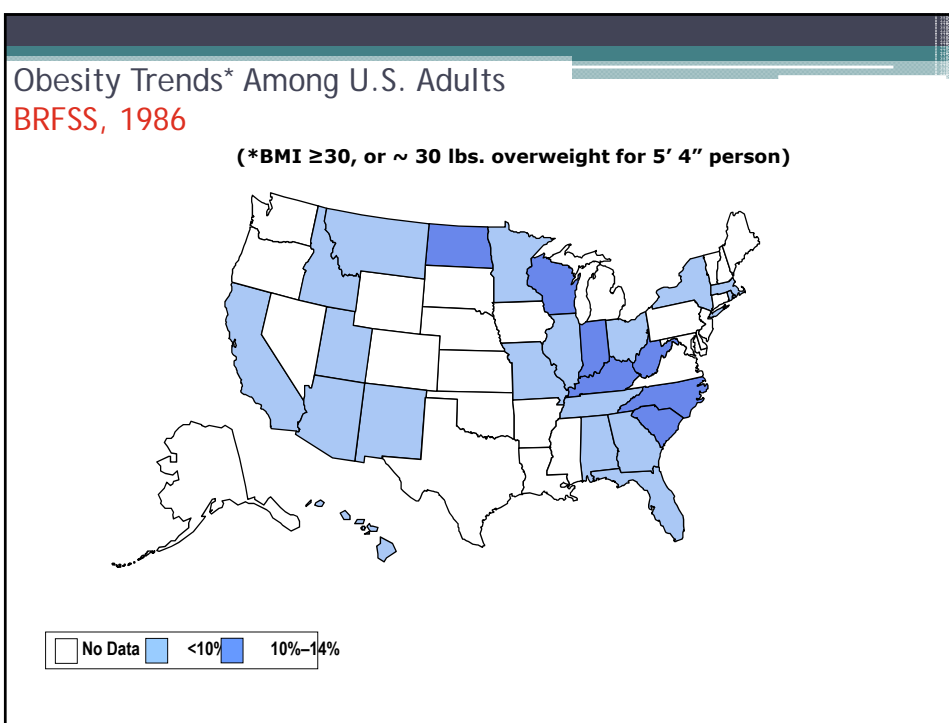 Obesity Trends* Among U.S. Adults
BRFSS, 1986
(*BMI ≥30, or ~ 30 lbs. overweight for 5’ 4” person)
No Data <10% 10%–14%